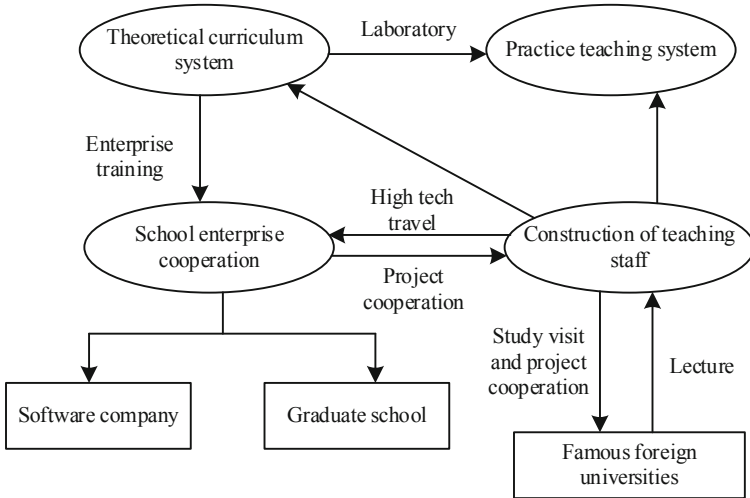 Theoretical curriculum
system
Laboratory
Practice teaching system
Enterprise
training
High tech
travel
School enterprise
cooperation
Construction of teaching
staff
Project
cooperation
Study visit
and project
cooperation
Lecture
Software company
Graduate school
Famous foreign
universities